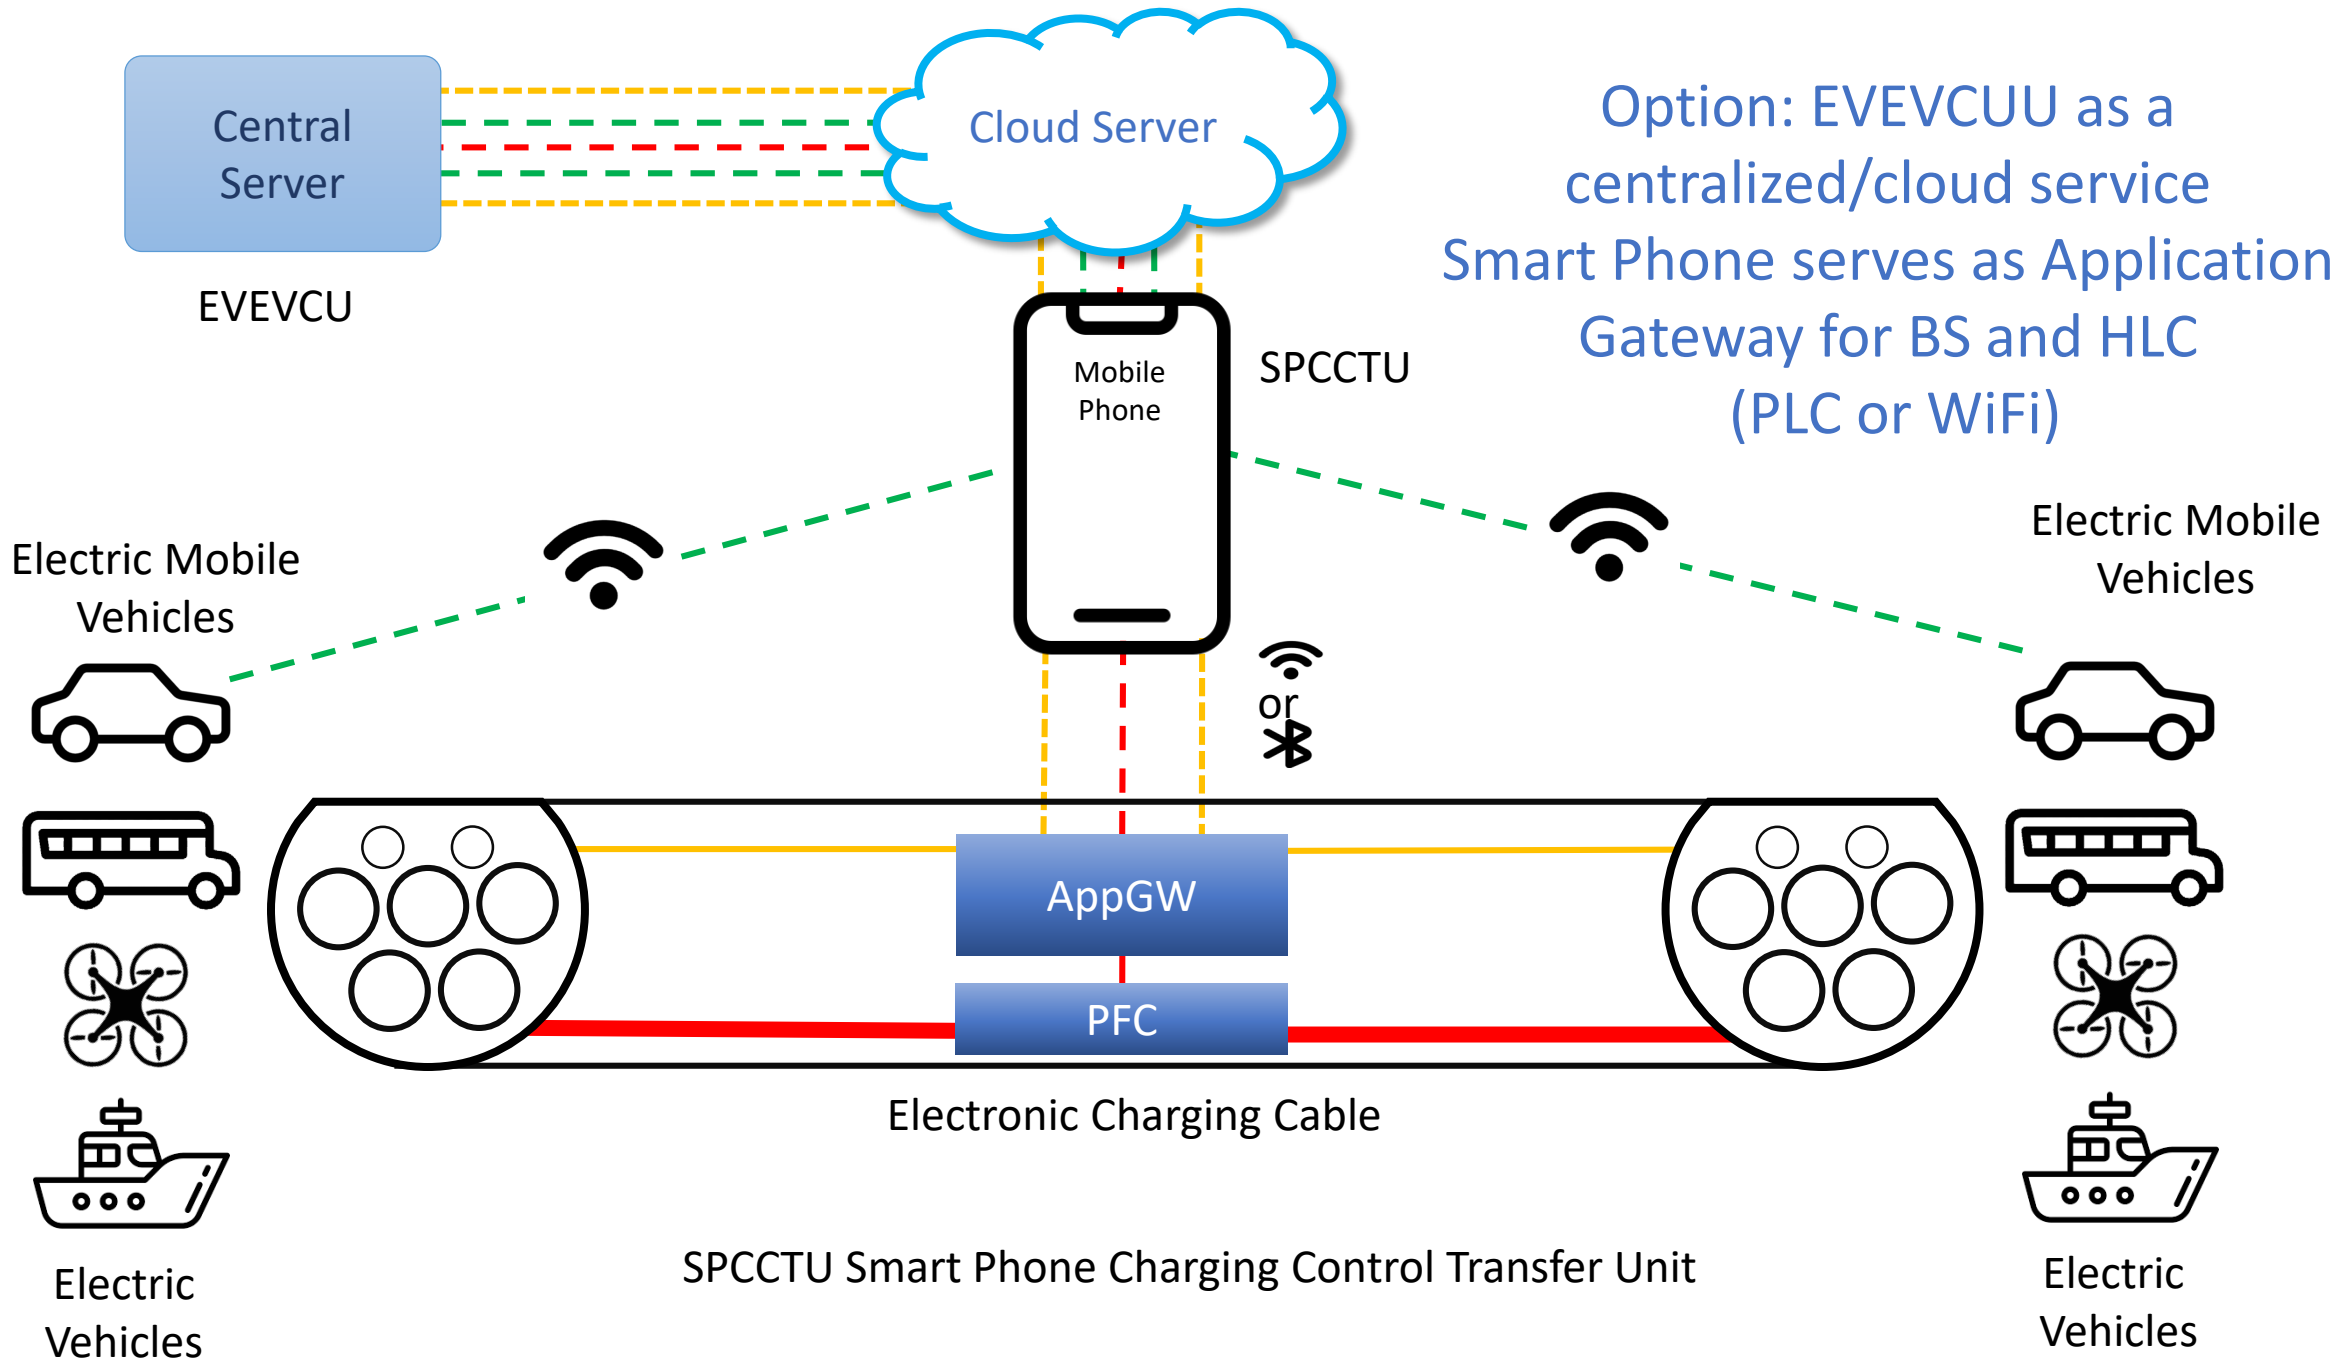 Central
Server
EVEVCU
Cloud Server
Option: EVEVCUU as a
centralized/cloud service
Smart Phone serves as Application
Gateway for BS and HLC
(PLC or WiFi)
Mobile
Phone
SPCCTU
Electric Mobile
Vehicles
Electric Mobile
Vehicles
or
AppGW
PFC
Electronic Charging Cable
SPCCTU Smart Phone Charging Control Transfer Unit
Electric
Vehicles
Electric
Vehicles